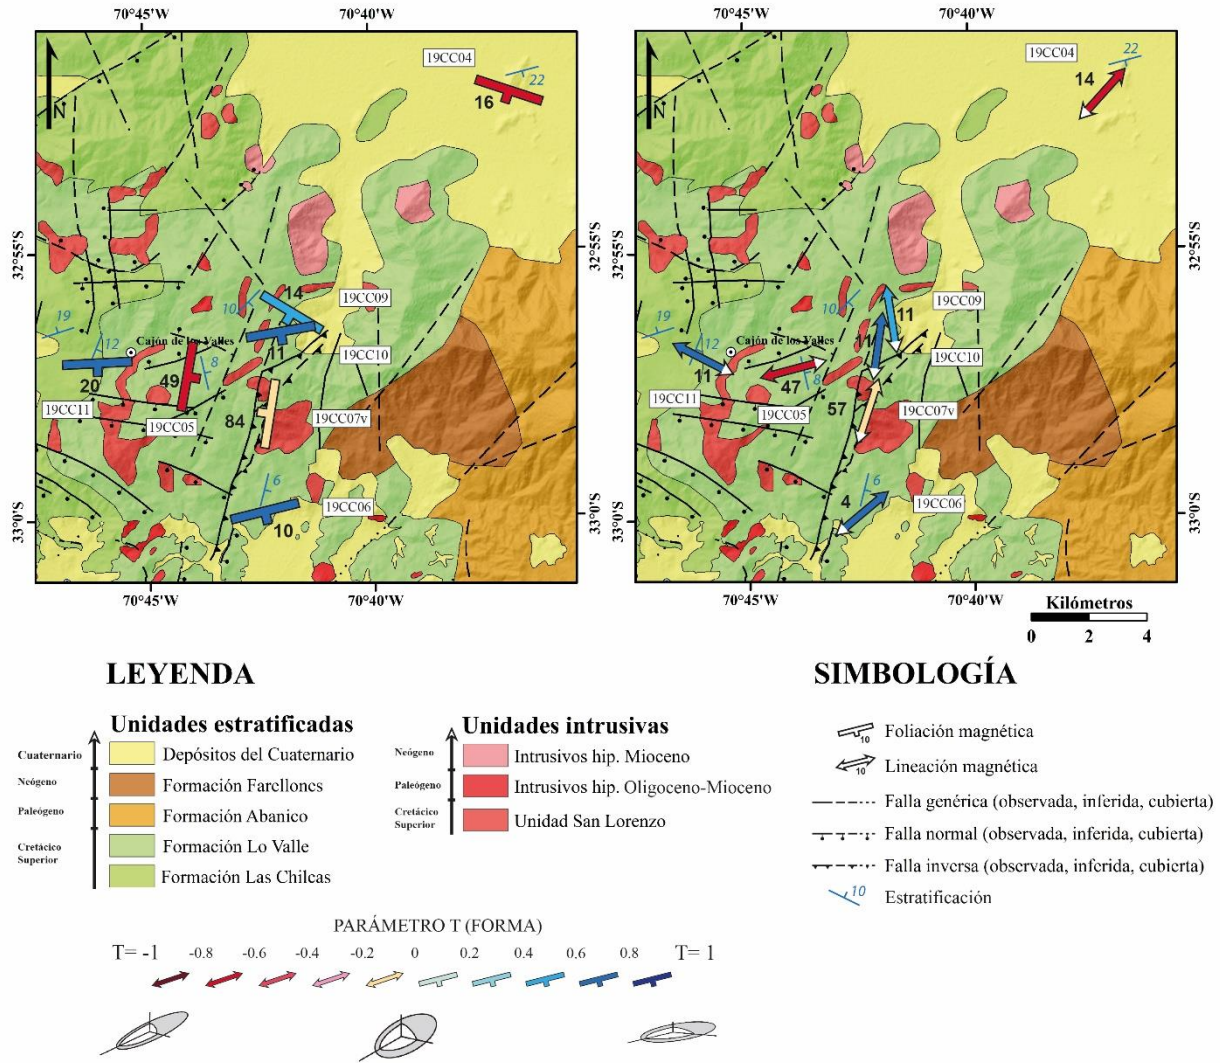 70°45'W 70°40'W 70°45'W 70°40'W
19CC04 22 19CC04 22
N 16 N 14
32°55'S 32°55'S 32°55'S
14 19CC09 19CC09
10 10 11
19 12 Cajón de los Valles 11 19 12 Cajón de los Valles 11
19CC10 19CC10
20 49 8 11 47 8
19CC11 19CC05 84 19CC07v 19CC11 19CC05 57 19CC07v
6 4 6
19CC06 19CC06
10
33°0'S 33°0'S 33°0'S
70°45'W 70°40'W 70°45'W 70°40'W
Kilómetros
0 2 4
LEYENDA
Unidades estratificadas
Cuaternario Depósitos del Cuaternario
Neógeno Formación Farellones
Paleógeno Formación Abanico
Cretácico Superior Formación Lo Valle
Formación Las Chilcas
Unidades intrusivas
Neógeno Intrusivos hip. Mioceno
Paleógeno Intrusivos hip. Oligoceno-Mioceno
Cretácico Superior Unidad San Lorenzo
SIMBOLOGÍA
10 Foliación magnética
10 Lineación magnética
Falla genérica (observada, inferida, cubierta)
Falla normal (observada, inferida, cubierta)
Falla inversa (observada, inferida, cubierta)
10 Estratificación
PARÁMETRO T (FORMA)
T= -1 -0.8 -0.6 -0.4 -0.2 0 0.2 0.4 0.6 0.8 T= 1